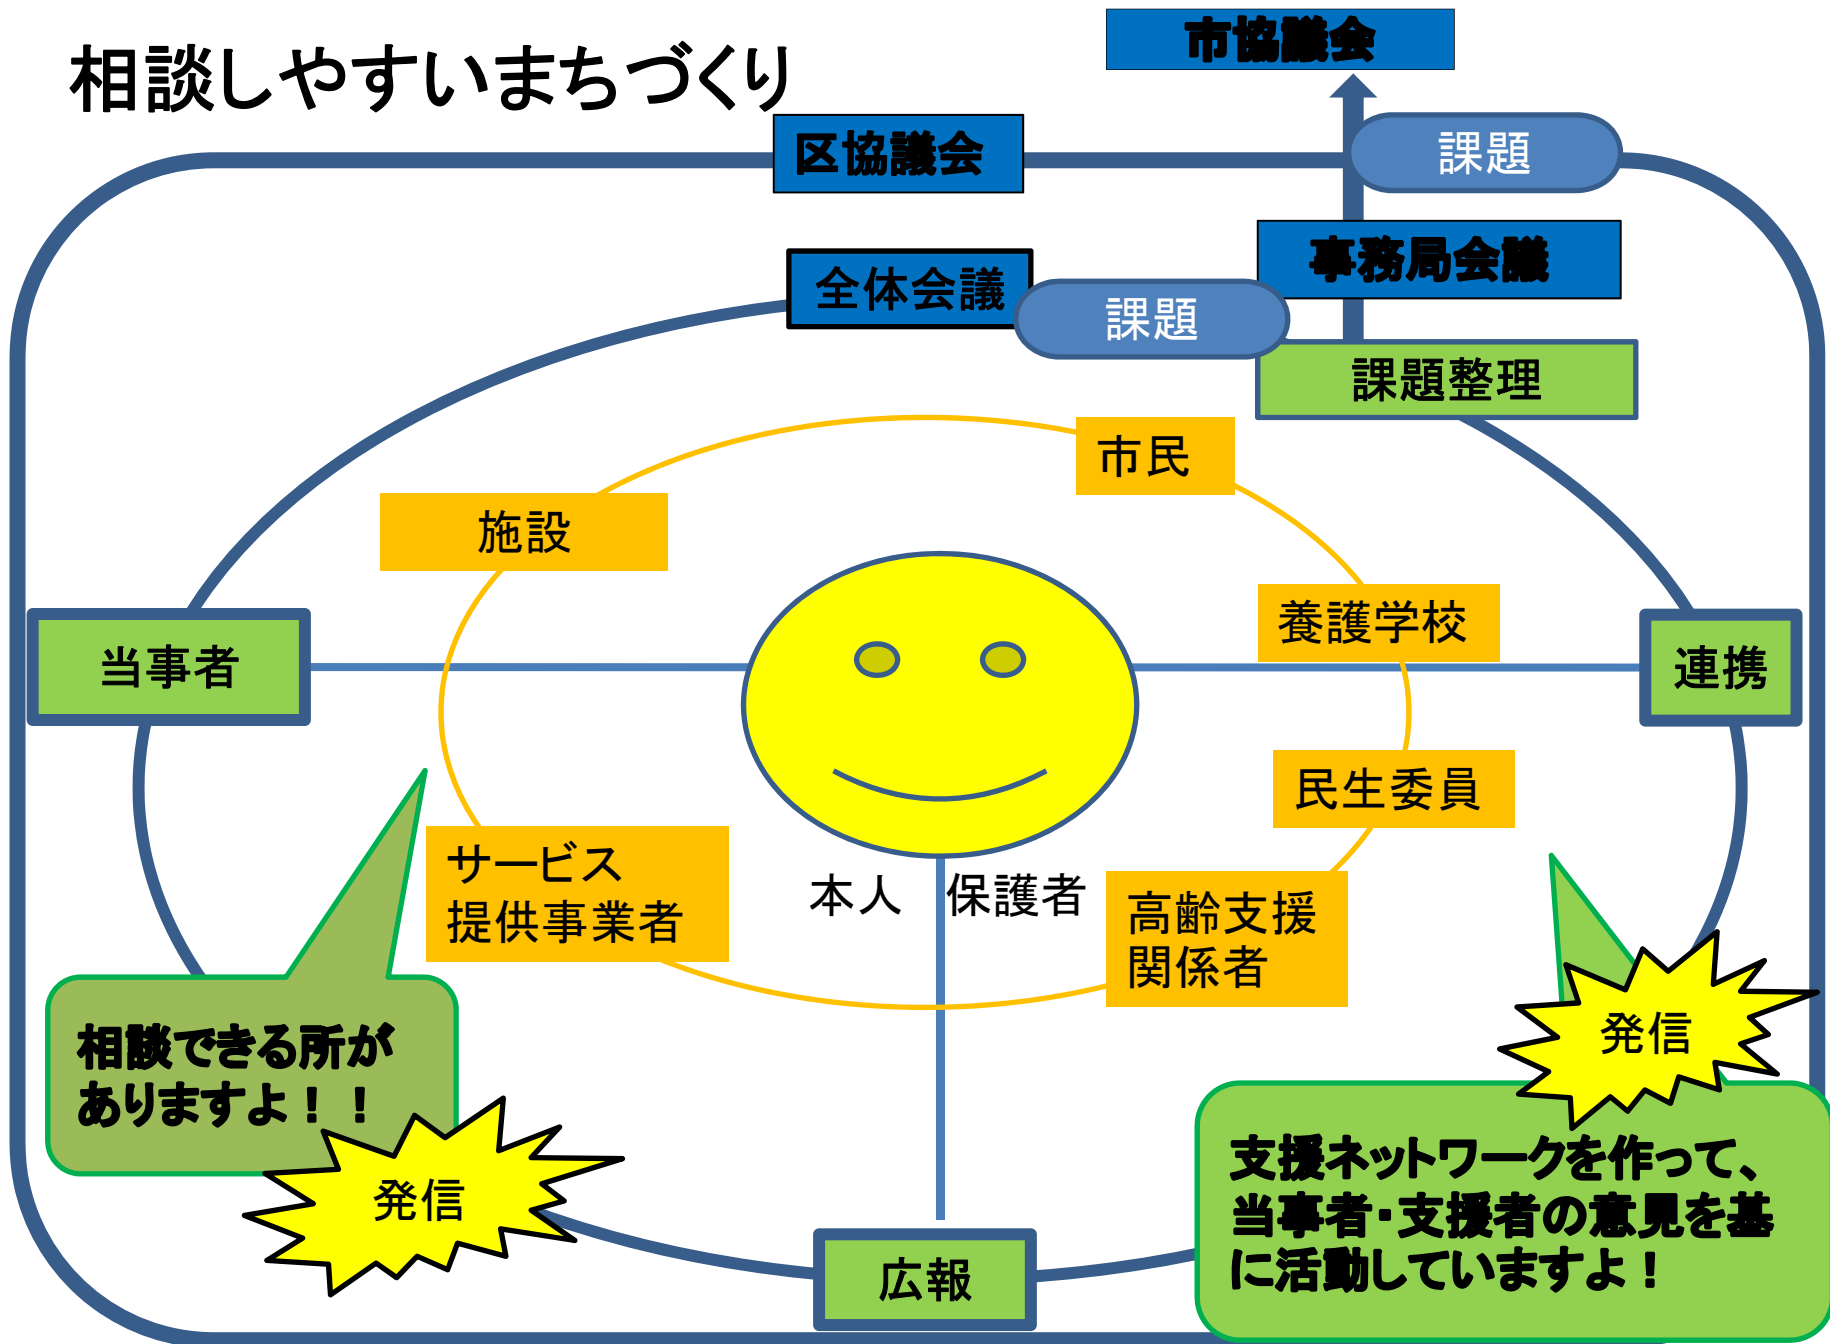 市協議会
相談しやすいまちづくり
区協議会
課題
事務局会議
全体会議
課題
課題整理
市民
施設
養護学校
当事者
連携
民生委員
サービス
提供事業者
本人
保護者
高齢支援
関係者
相談できる所が
ありますよ！！
発信
発信
支援ネットワークを作って、
当事者・支援者の意見を基
に活動していますよ！
広報